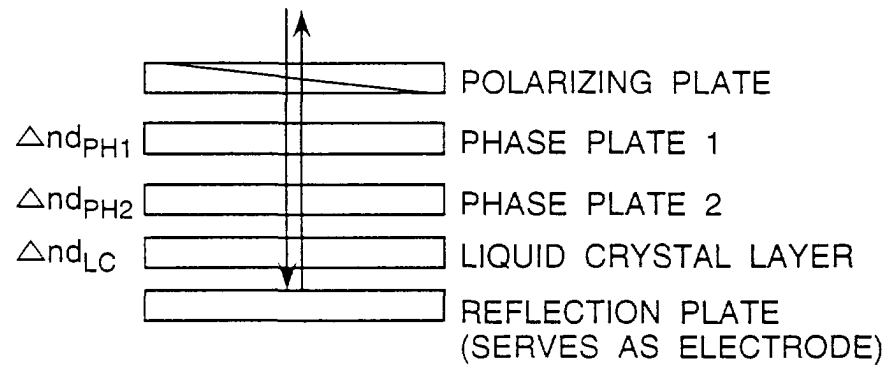 POLARIZING PLATE
△nd_PH1 PHASE PLATE 1
△nd_PH2 PHASE PLATE 2
△nd_LC LIQUID CRYSTAL LAYER
REFLECTION PLATE
(SERVES AS ELECTRODE)